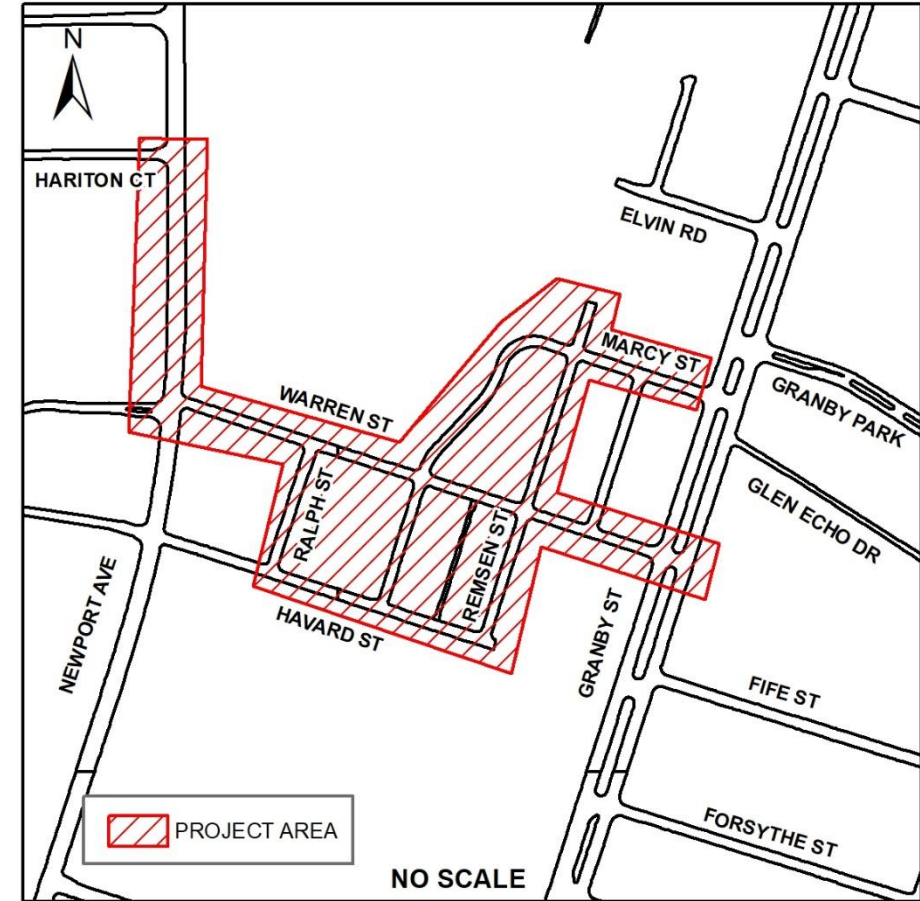 N
HARITON CT
ELVIN RD
MARCY ST
WARREN ST
GRANBY PARK
GLEN ECHO DR
RALPH ST
REMSEN ST
HAVARD ST
NEWPORT AVE
GRANBY ST
FIFE ST
FORSYTHE ST
PROJECT AREA
NO SCALE